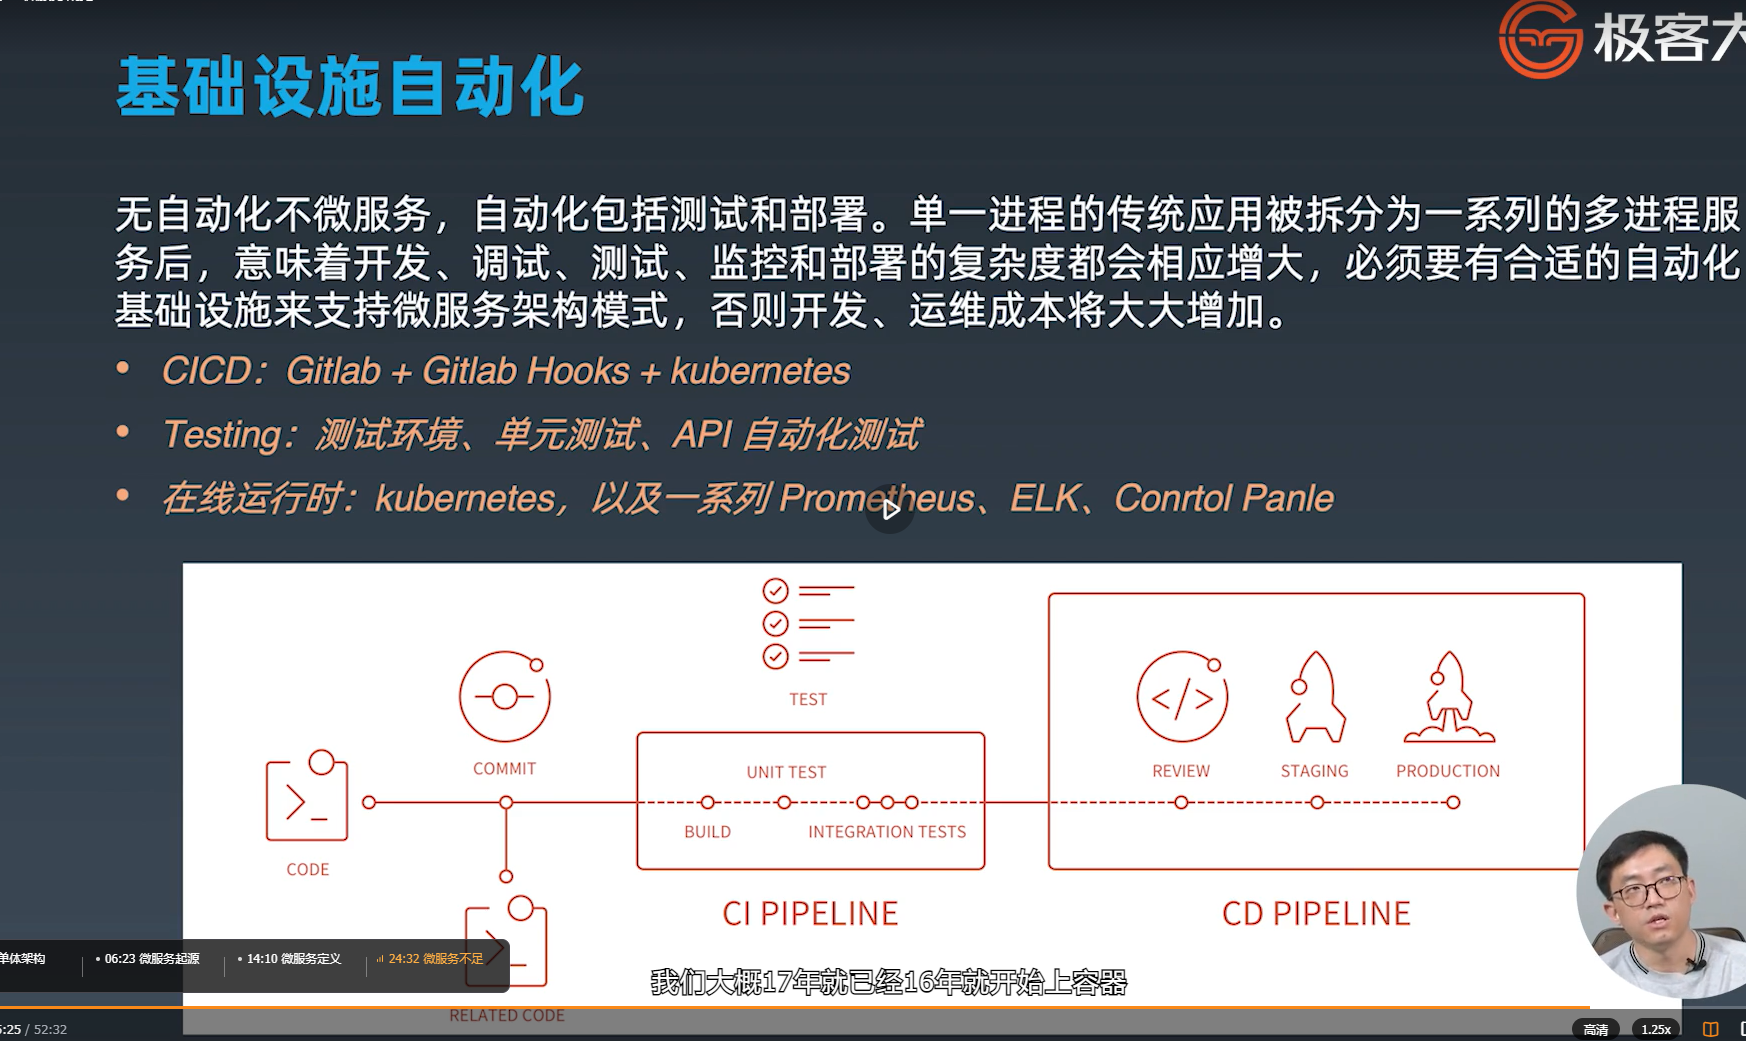 极客大
基础设施自动化
无自动化不微服务，自动化包括测试和部署。单一进程的传统应用被拆分为一系列的多进程服
务后，意味着开发、调试、测试、监控和部署的复杂度都会相应增大，必须要有合适的自动化
基础设施来支持微服务架构模式，否则开发、运维成本将大大增加。
• CICD：Gitlab + Gitlab Hooks + kubernetes
• Testing：测试环境、单元测试、API 自动化测试
• 在线运行时：kubernetes，以及一系列 Prometheus、ELK、Conrtol Panle
TEST
COMMIT
UNIT TEST
REVIEW
STAGING
PRODUCTION
BUILD
INTEGRATION TESTS
CODE
CI PIPELINE
CD PIPELINE
单体架构
• 06:23 微服务起源
• 14:10 微服务定义
24:32 微服务不足
我们大概17年就已经16年就开始上容器
RELATED CODE
5:25 / 52:32
高清
1.25x